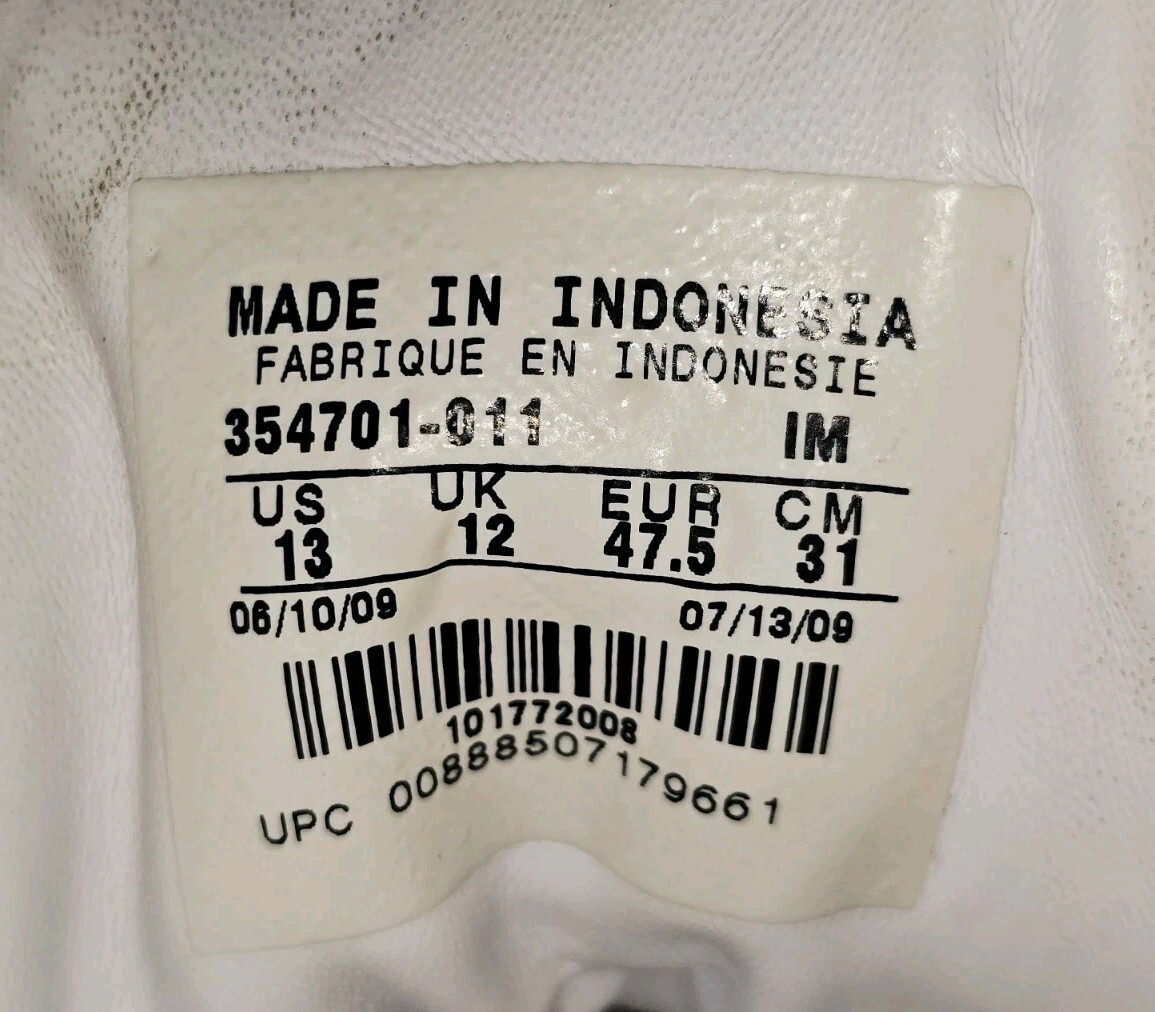 MADE IN INDONESIA
FABRIQUE EN INDONESIE
354701-011 IM
US UK EUR CM
13 12 47.5 31
06/10/09 07/13/09
101772008
UPC 00888507179661